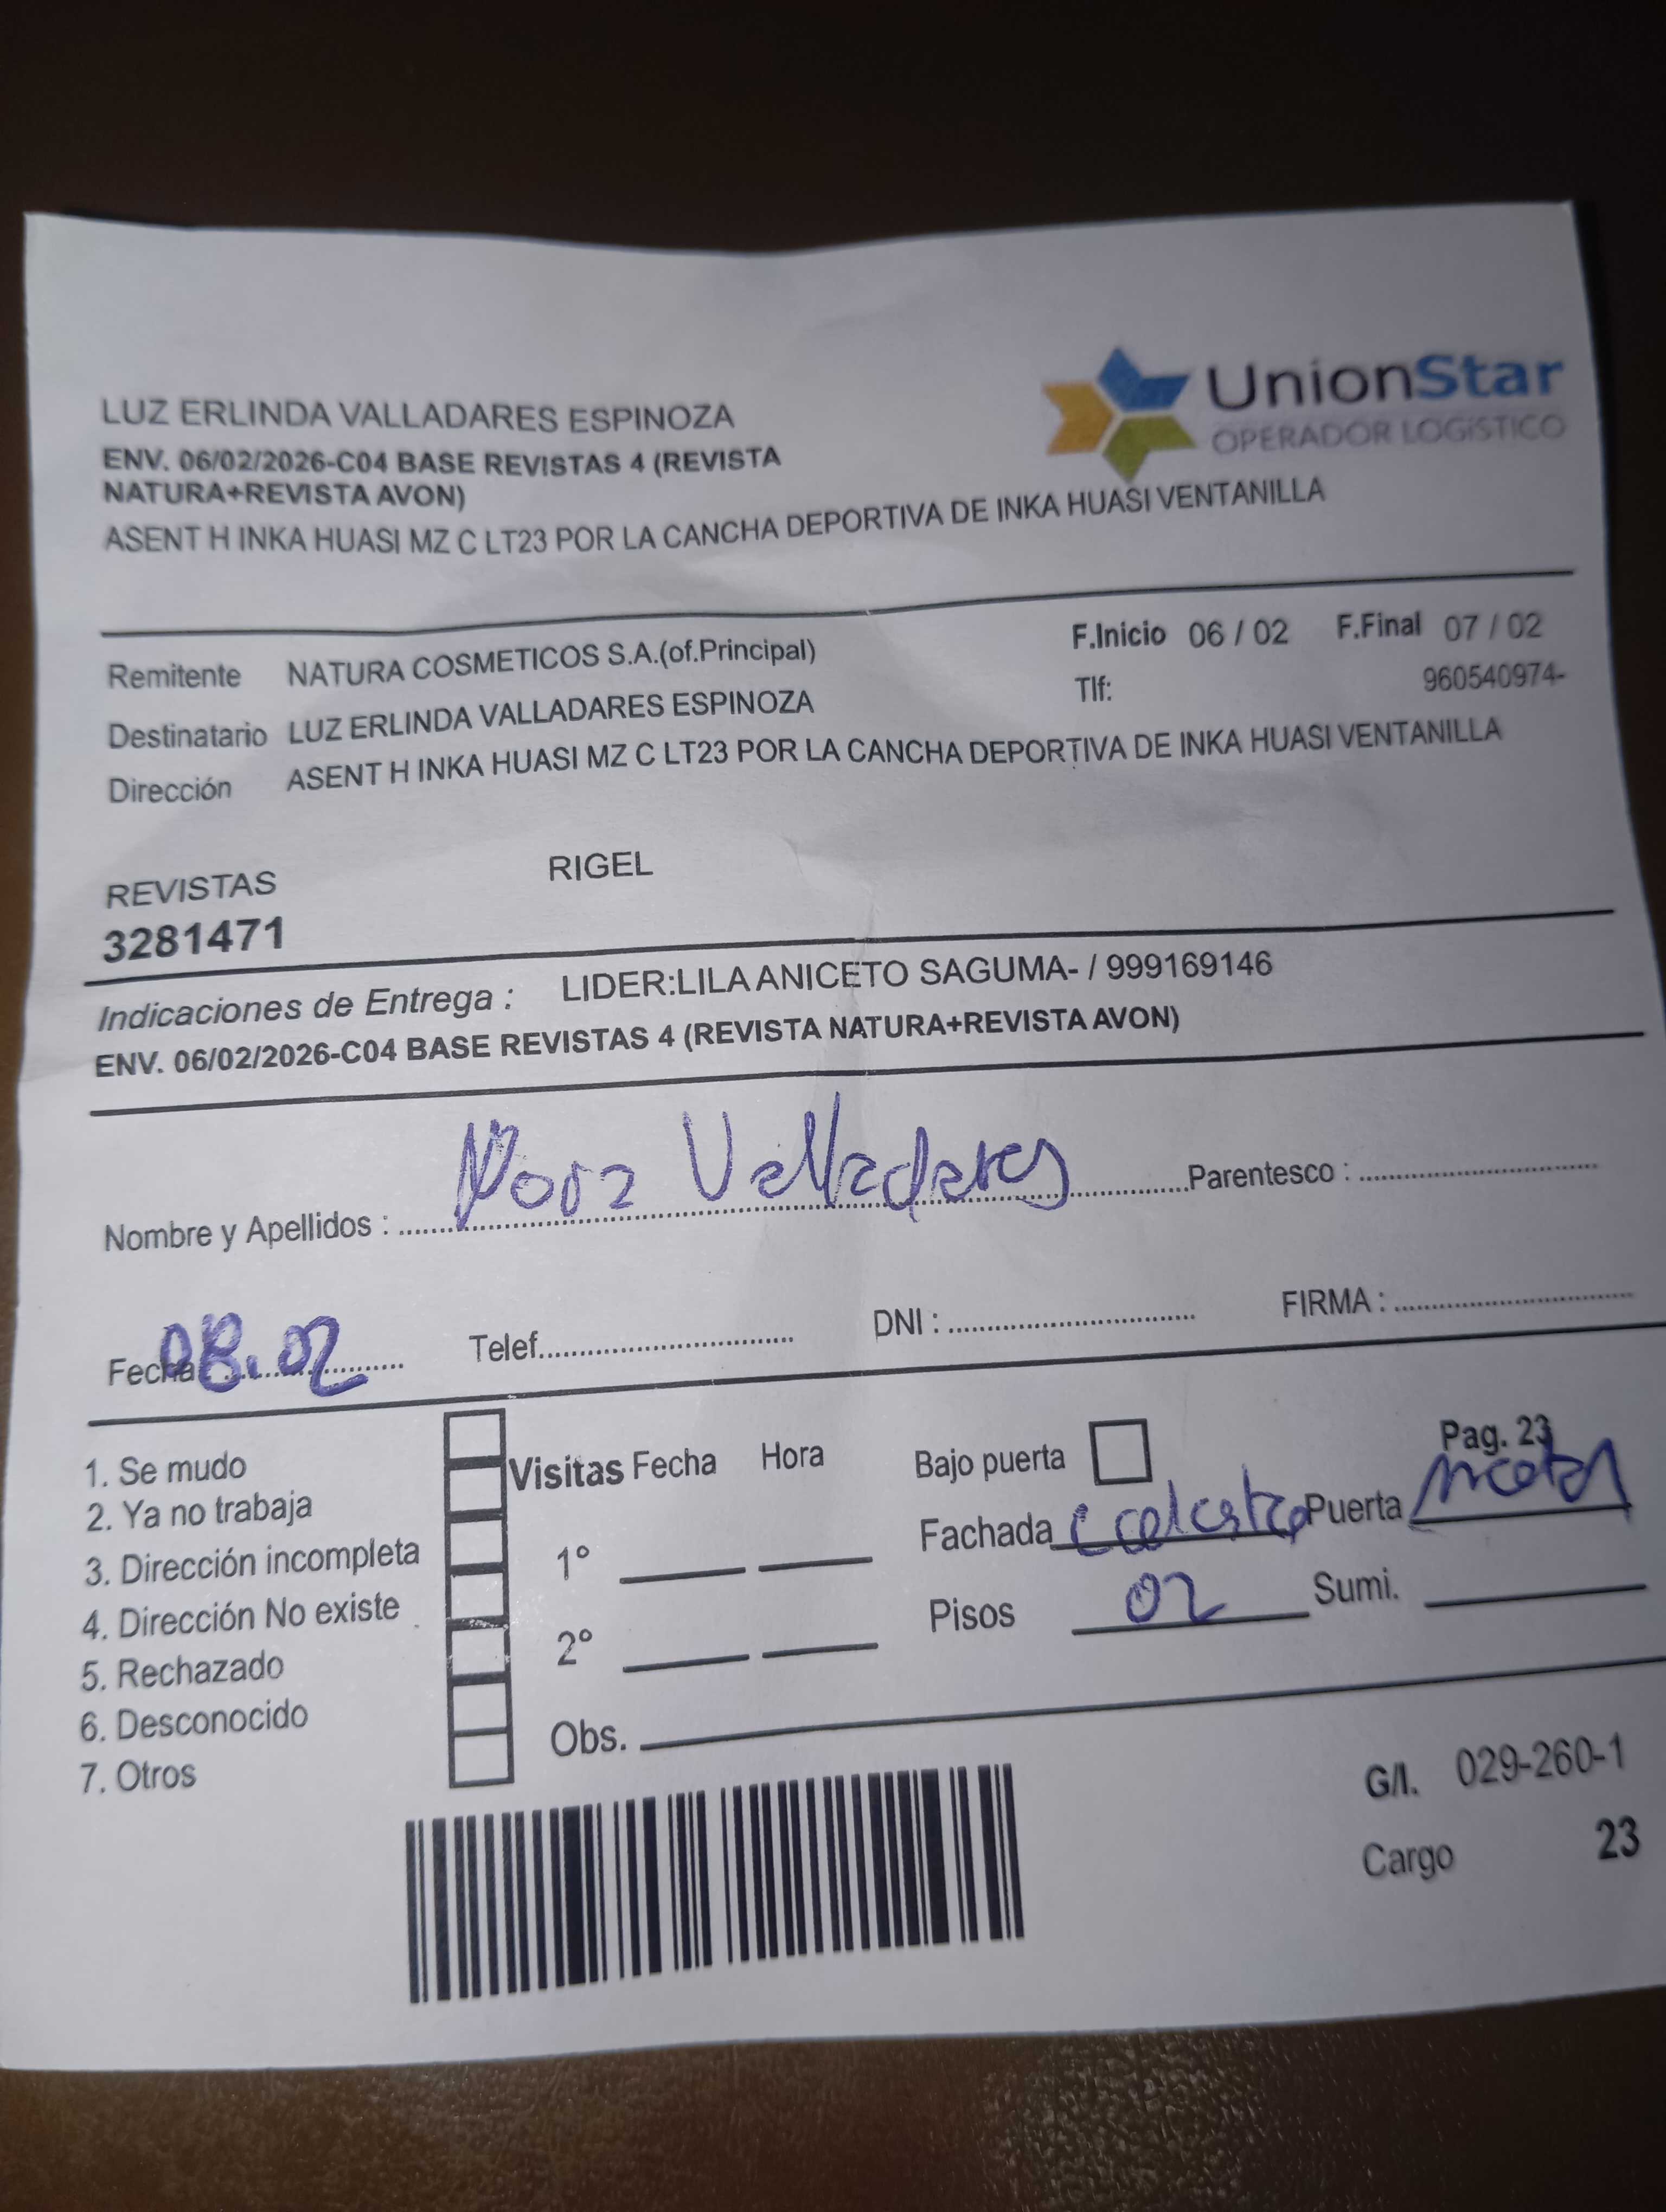 UnionStar
OPERADOR LOGÍSTICO
LUZ ERLINDA VALLADARES ESPINOZA
ENV. 06/02/2026-C04 BASE REVISTAS 4 (REVISTA
NATURA+REVISTA AVON)
ASENT H INKA HUASI MZ C LT23 POR LA CANCHA DEPORTIVA DE INKA HUASI VENTANILLA
Remitente NATURA COSMETICOS S.A.(of.Principal) F.Inicio 06 / 02 F.Final 07 / 02
Destinatario LUZ ERLINDA VALLADARES ESPINOZA Tlf: 960540974-
Dirección ASENT H INKA HUASI MZ C LT23 POR LA CANCHA DEPORTIVA DE INKA HUASI VENTANILLA
REVISTAS RIGEL
3281471
Indicaciones de Entrega : LIDER:LILA ANICETO SAGUMA- / 999169146
ENV. 06/02/2026-C04 BASE REVISTAS 4 (REVISTA NATURA+REVISTA AVON)
Nombre y Apellidos : Nora Valladares Parentesco :
Fecha 08.02 Telef. DNI : FIRMA :
1. Se mudo
2. Ya no trabaja
3. Dirección incompleta
4. Dirección No existe
5. Rechazado
6. Desconocido
7. Otros
Visitas Fecha Hora
1º
2º
Obs.
Bajo puerta Pag. 23
Fachada Puerta
Pisos 02 Sumi.
G/I. 029-260-1
Cargo 23